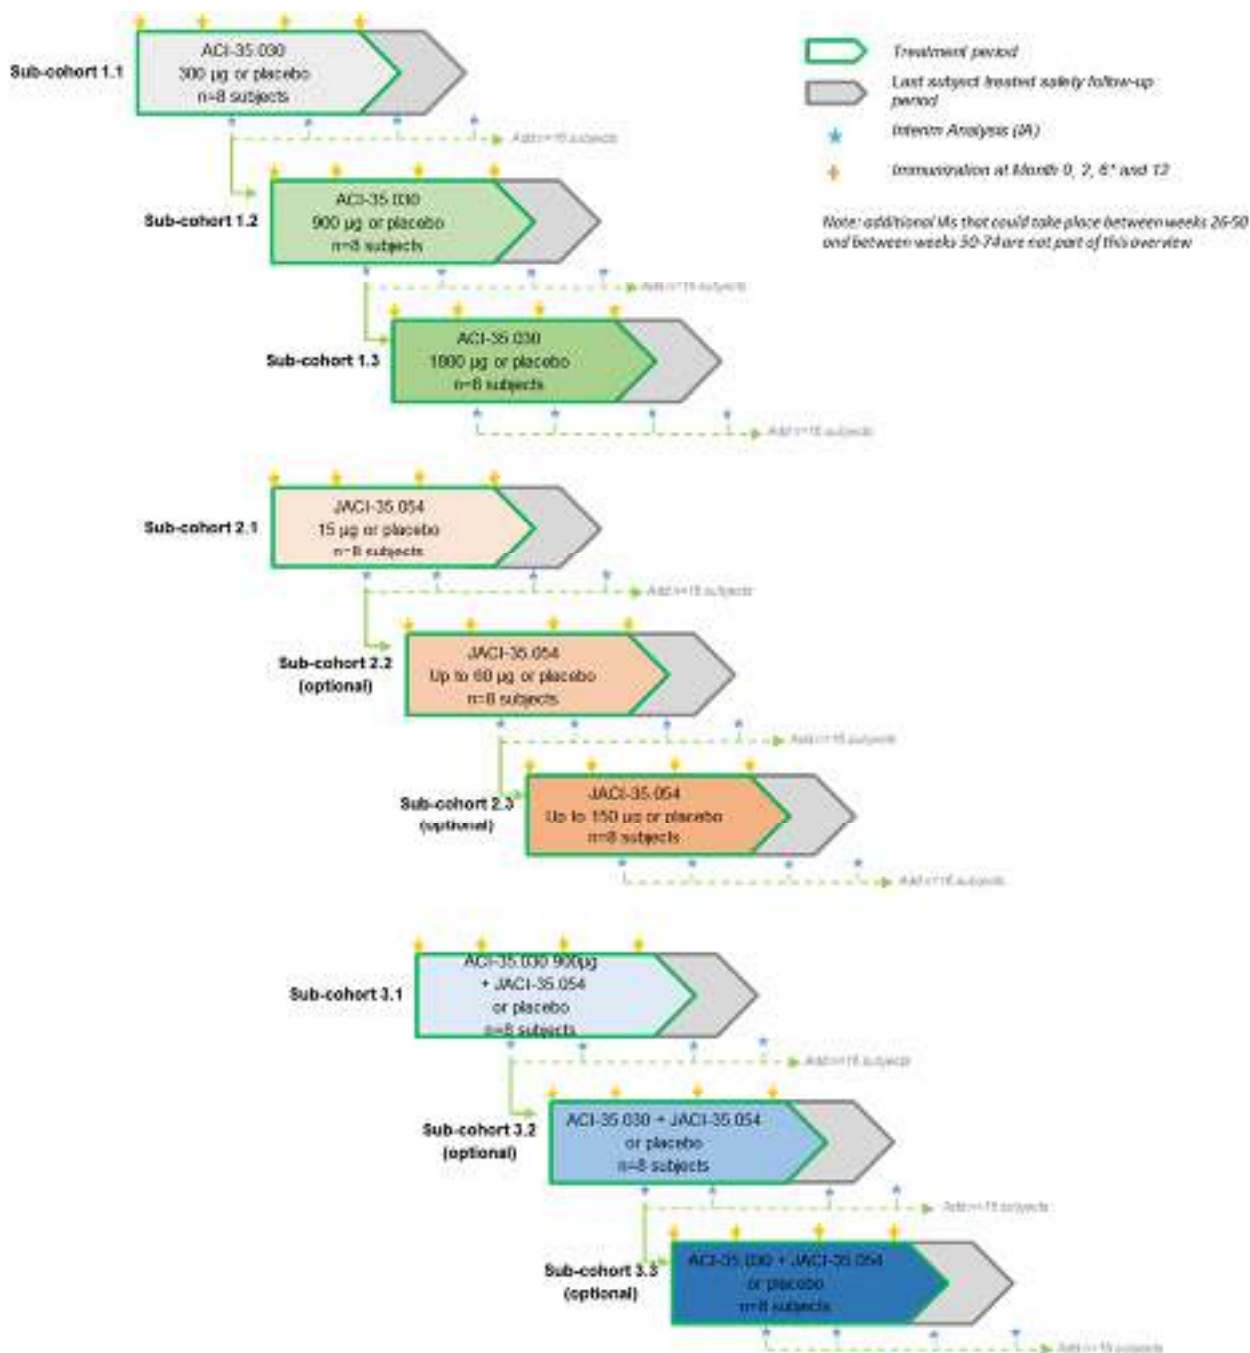 Sub-cohort 1.1
ACI-35.030
300 µg or placebo
n=8 subjects
Add n=16 subjects
Treatment period
Last subject treated safety follow-up
period
Interim Analysis (IA)
Immunization at Month 0, 2, 6* and 12
Note: additional IAs that could take place between weeks 26-50
and between weeks 50-74 are not part of this overview
Sub-cohort 1.2
ACI-35.030
900 µg or placebo
n=8 subjects
Add n=16 subjects
Sub-cohort 1.3
ACI-35.030
1800 µg or placebo
n=8 subjects
Add n=16 subjects
Sub-cohort 2.1
JACI-35.054
15 µg or placebo
n=8 subjects
Add n=16 subjects
Sub-cohort 2.2
(optional)
JACI-35.054
Up to 60 µg or placebo
n=8 subjects
Add n=16 subjects
Sub-cohort 2.3
(optional)
JACI-35.054
Up to 150 µg or placebo
n=8 subjects
Add n=16 subjects
Sub-cohort 3.1
ACI-35.030 900µg
+ JACI-35.054
or placebo
n=8 subjects
Add n=16 subjects
Sub-cohort 3.2
(optional)
ACI-35.030 + JACI-35.054
or placebo
n=8 subjects
Add n=16 subjects
Sub-cohort 3.3
(optional)
ACI-35.030 + JACI-35.054
or placebo
n=8 subjects
Add n=16 subjects